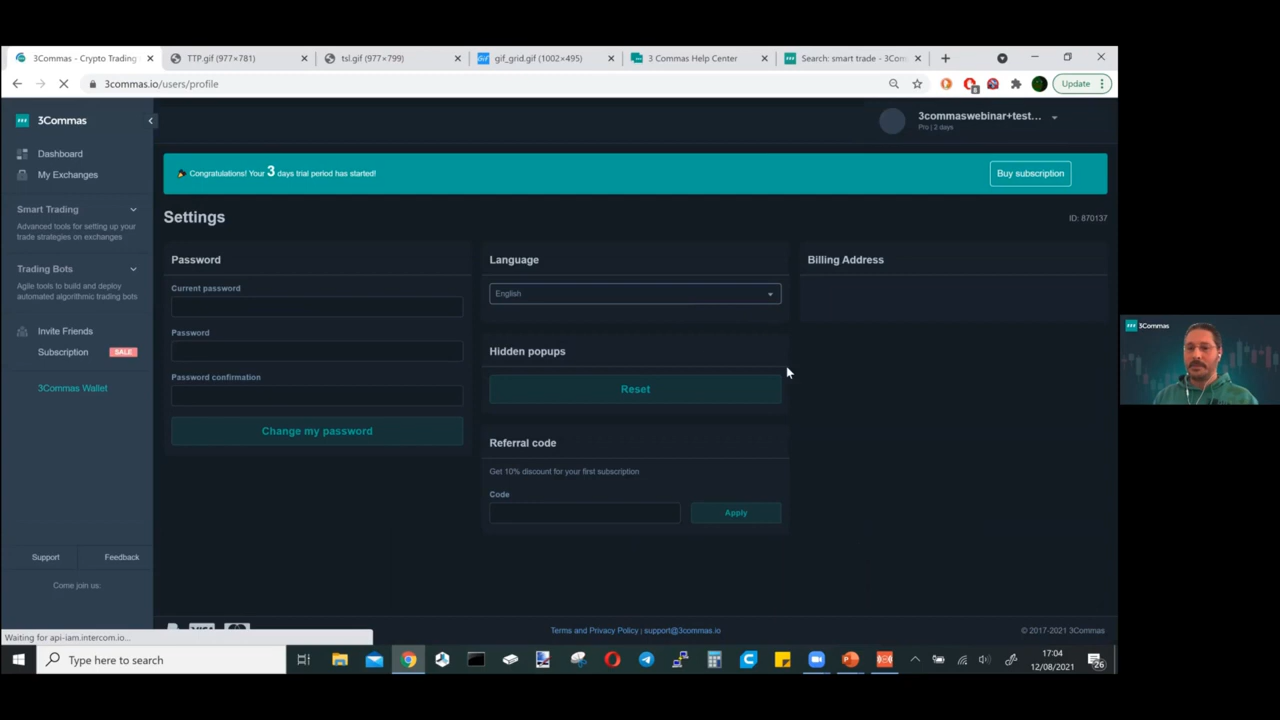 3Commas - Crypto Trading
TTP.gif (977×781)
tsl.gif (977×799)
gif_grid.gif (1002×495)
3 Commas Help Center
Search: smart trade - 3Com
3commas.io/users/profile
Update
3Commas
3commaswebinar+test...
Pro | 2 days
Dashboard
My Exchanges
Congratulations! Your 3 days trial period has started!
Buy subscription
Smart Trading
Advanced tools for setting up your
trade strategies on exchanges
Settings
ID: 870137
Trading Bots
Agile tools to build and deploy
automated algorithmic trading bots
Invite Friends
Subscription SALE
3Commas Wallet
Password
Current password
Password
Password confirmation
Change my password
Language
English
Hidden popups
Reset
Referral code
Get 10% discount for your first subscription
Code
Apply
Billing Address
3Commas
Support
Feedback
Come join us:
VISA
Terms and Privacy Policy | support@3commas.io
© 2017-2021 3Commas
Waiting for api-iam.intercom.io...
Type here to search
17:04
12/08/2021
26